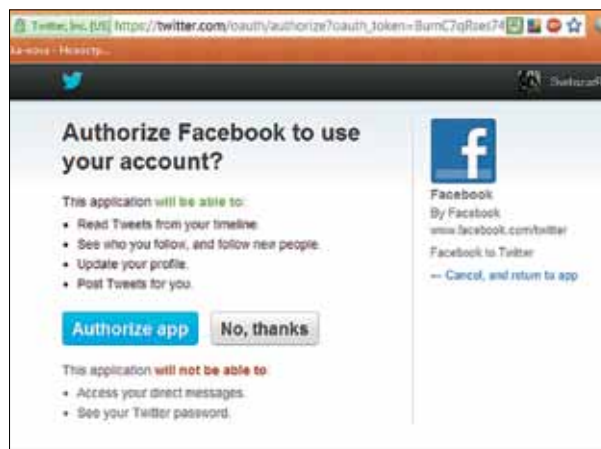 Twitter, Inc. [US] https://twitter.com/oauth/authorize?oauth_token=
Authorize Facebook to use
your account?
This application will be able to:
• Read Tweets from your timeline.
• See who you follow, and follow new people.
• Update your profile.
• Post Tweets for you.
Authorize app
No, thanks
This application will not be able to:
• Access your direct messages.
• See your Twitter password.
Facebook
By Facebook
www.facebook.com/twitter
Facebook to Twitter
← Cancel, and return to app